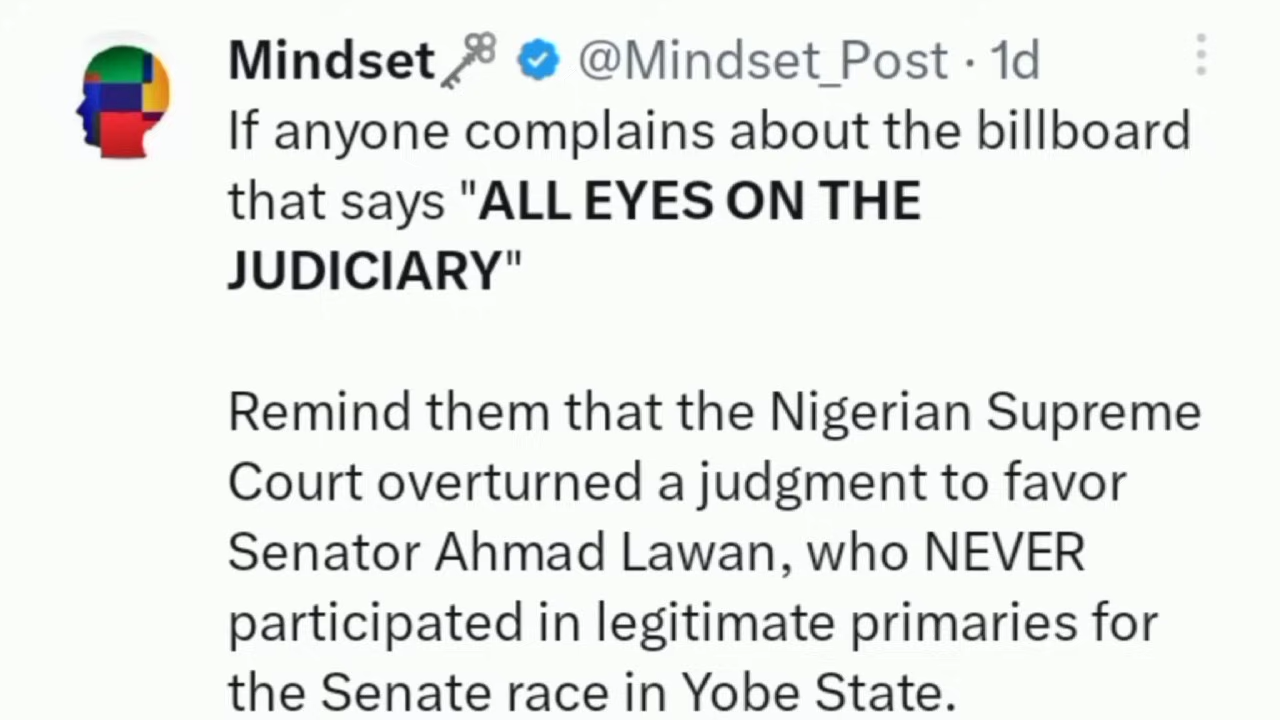 Mindset🗝 @Mindset_Post · 1d
If anyone complains about the billboard
that says "ALL EYES ON THE
JUDICIARY"
Remind them that the Nigerian Supreme
Court overturned a judgment to favor
Senator Ahmad Lawan, who NEVER
participated in legitimate primaries for
the Senate race in Yobe State.